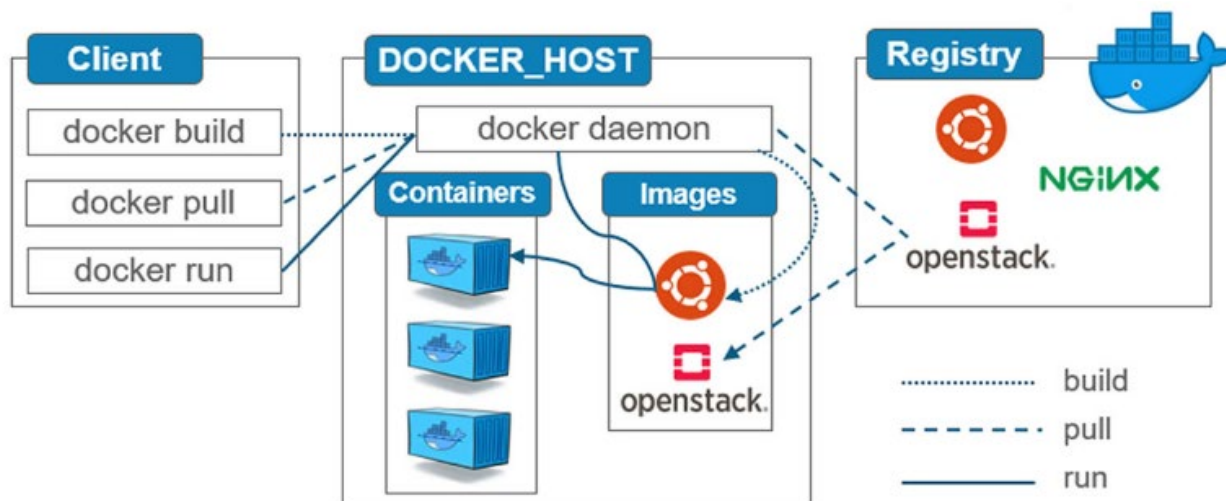 Client
docker build
docker pull
docker run
DOCKER_HOST
docker daemon
Containers
Images
openstack.
Registry
NGINX
openstack.
build
pull
run